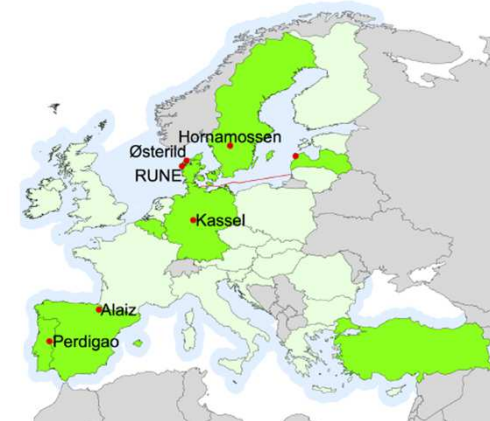 Hornamossen
Østerild
RUNE
Kassel
Alaiz
Perdigao